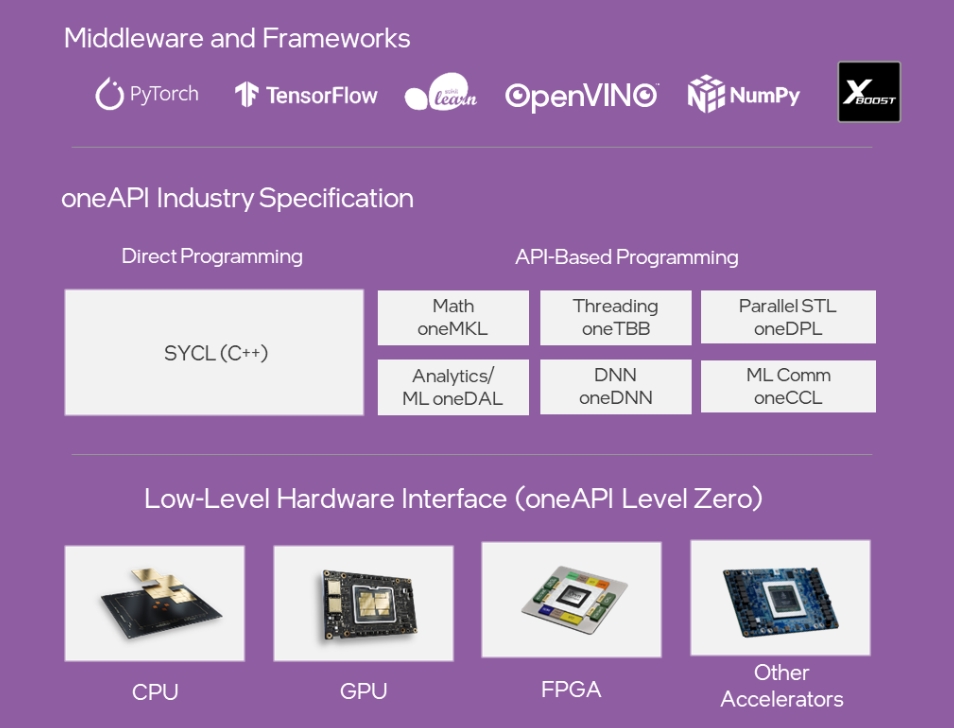 Middleware and Frameworks
PyTorch
TensorFlow
scikit
learn
OpenVINO
NumPy
XBOOST
oneAPI Industry Specification
Direct Programming
API-Based Programming
SYCL (C++)
Math
oneMKL
Threading
oneTBB
Parallel STL
oneDPL
Analytics/
ML oneDAL
DNN
oneDNN
ML Comm
oneCCL
Low-Level Hardware Interface (oneAPI Level Zero)
CPU
GPU
FPGA
Other
Accelerators